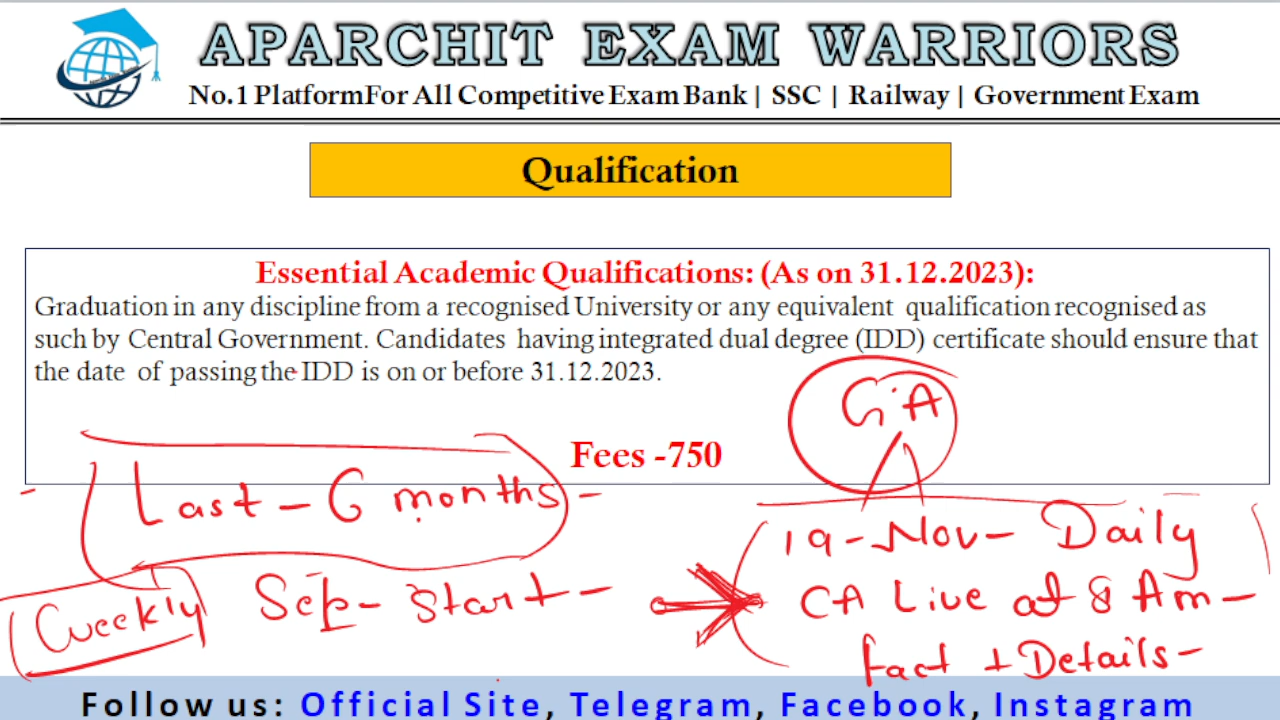 APARCHIT EXAM WARRIORS
No.1 PlatformFor All Competitive Exam Bank | SSC | Railway | Government Exam
Qualification
Essential Academic Qualifications: (As on 31.12.2023):
Graduation in any discipline from a recognised University or any equivalent qualification recognised as
such by Central Government. Candidates having integrated dual degree (IDD) certificate should ensure that
the date of passing the IDD is on or before 31.12.2023.
G.A
Fees -750
Last - 6 months -
19 - Nov - Daily
Weekly Sep - Start -
CA Live at 8 Am -
fact + Details -
Follow us: Official Site, Telegram, Facebook, Instagram